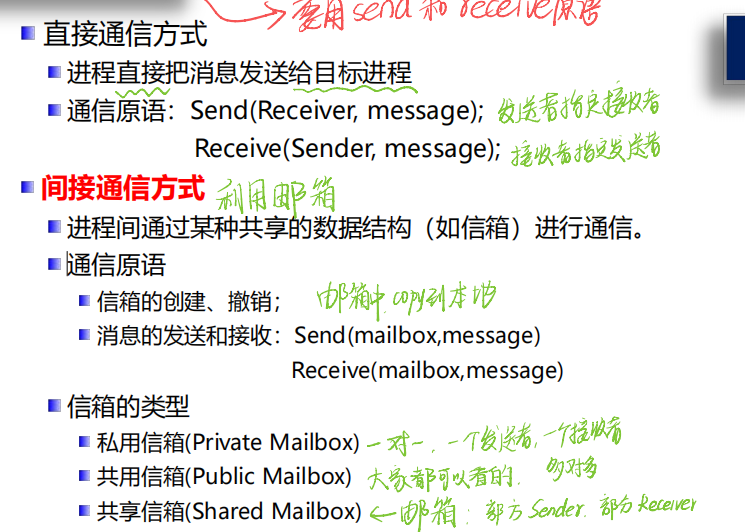 要用send和receive原语
直接通信方式
进程直接把消息发送给目标进程
通信原语：Send(Receiver, message); 发送者指定接收者
Receive(Sender, message); 接收者指定发送者
间接通信方式 利用邮箱
进程间通过某种共享的数据结构（如信箱）进行通信。
通信原语
信箱的创建、撤销； 邮箱中copy到本地
消息的发送和接收：Send(mailbox,message)
Receive(mailbox,message)
信箱的类型
私用信箱(Private Mailbox) 一对一，一个发送者，一个接收者
共用信箱(Public Mailbox) 大家都可以看的. 多对多
共享信箱(Shared Mailbox) ←邮箱：部分Sender. 部分Receiver